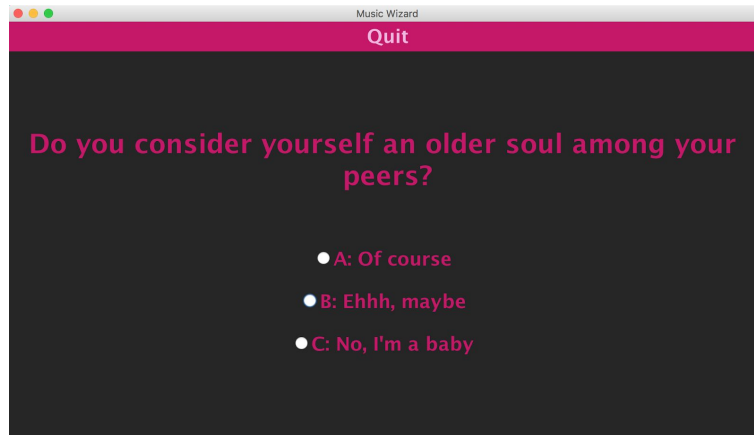 Music Wizard
Quit
Do you consider yourself an older soul among your
peers?
A: Of course
B: Ehhh, maybe
C: No, I'm a baby